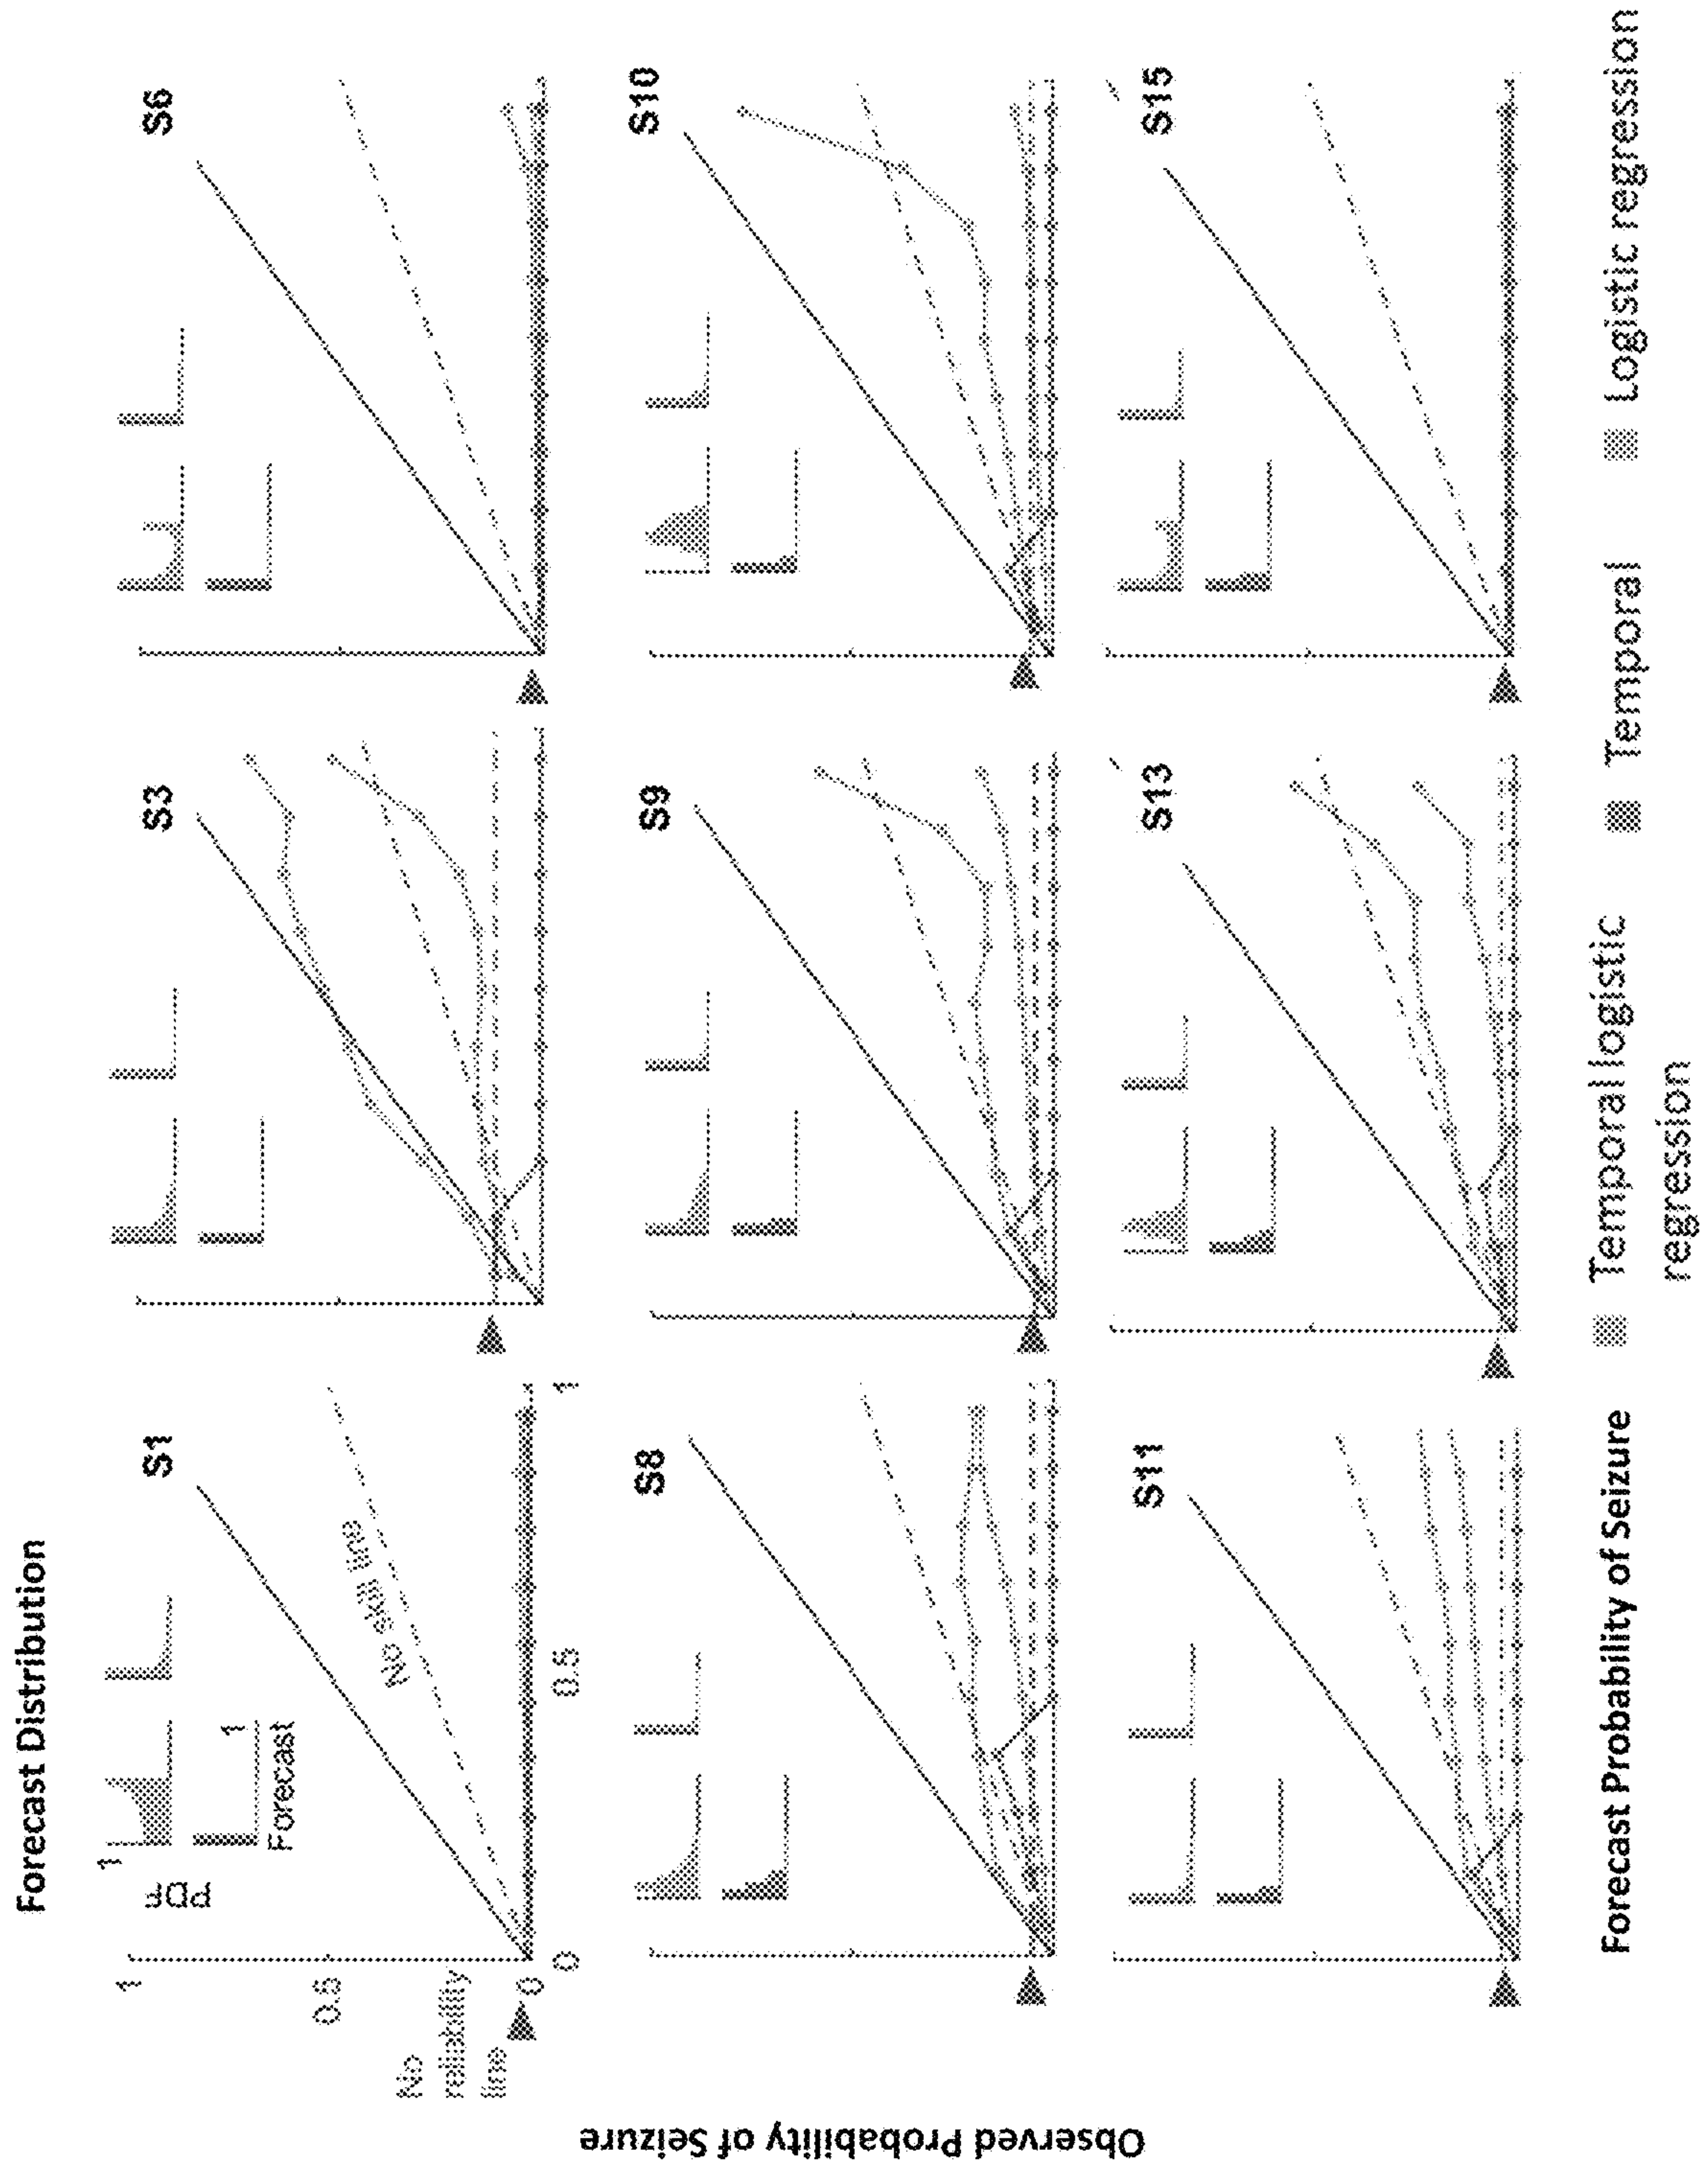 Forecast Distribution
1
PDF
1
Forecast
S1
S3
S6
1
0.5
No
reliability
line
0
No skill line
0
0.5
1
Observed Probability of Seizure
S8
S9
S10
S11
S13
S15
Forecast Probability of Seizure
Temporal logistic
regression
Temporal
Logistic regression